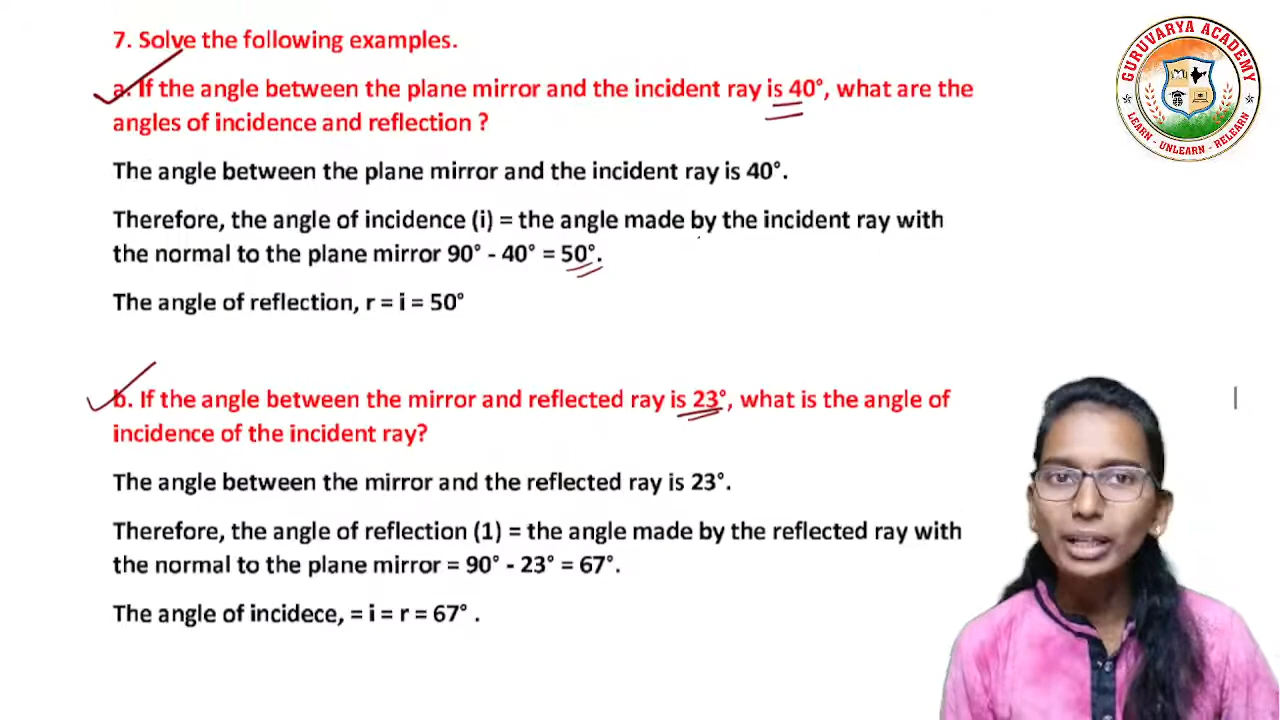 7. Solve the following examples.
a. If the angle between the plane mirror and the incident ray is 40°, what are the
angles of incidence and reflection ?
The angle between the plane mirror and the incident ray is 40°.
Therefore, the angle of incidence (i) = the angle made by the incident ray with
the normal to the plane mirror 90° - 40° = 50°.
The angle of reflection, r = i = 50°
b. If the angle between the mirror and reflected ray is 23°, what is the angle of
incidence of the incident ray?
The angle between the mirror and the reflected ray is 23°.
Therefore, the angle of reflection (1) = the angle made by the reflected ray with
the normal to the plane mirror = 90° - 23° = 67°.
The angle of incidece, = i = r = 67° .
GURUVARYA ACADEMY
LEARN - UNLEARN - RELEARN